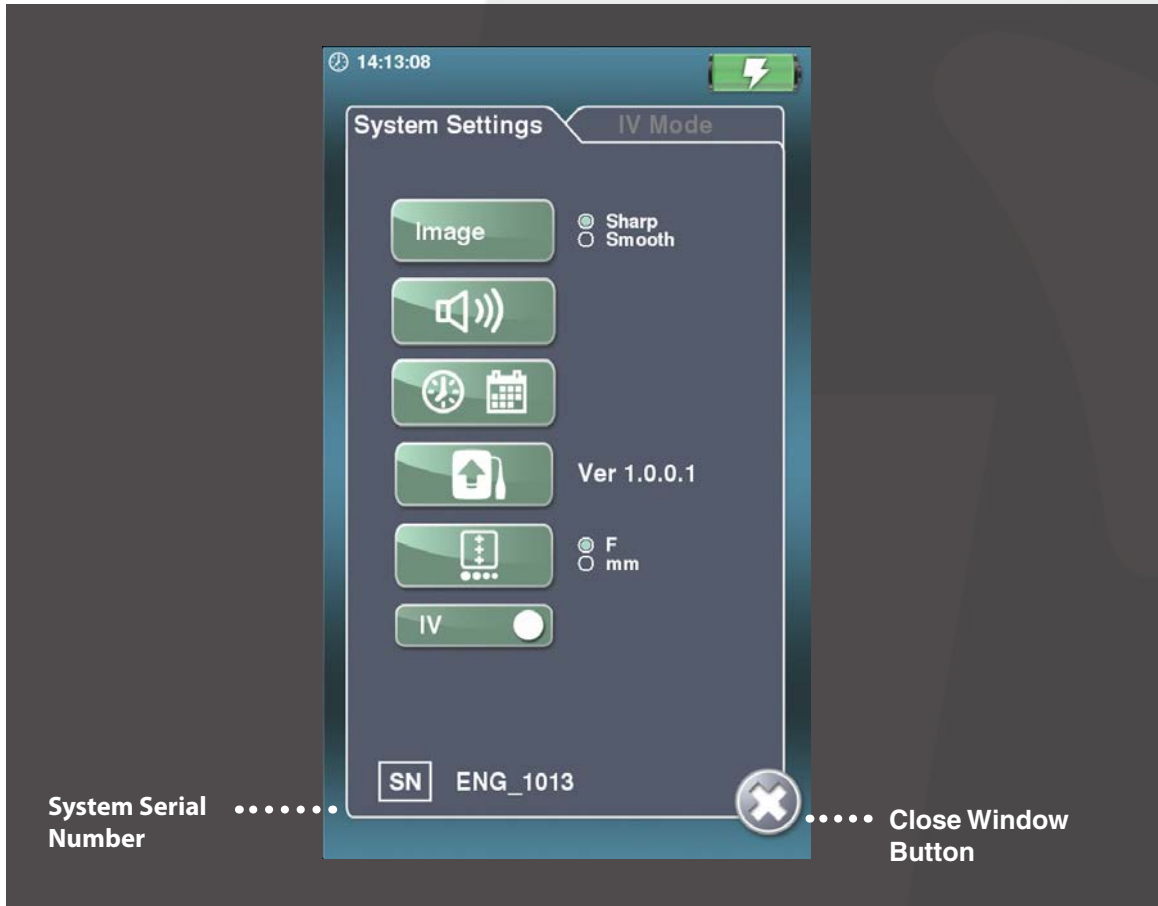 14:13:08
System Settings
IV Mode
Image
Sharp
Smooth
Ver 1.0.0.1
F
mm
IV
SN ENG_1013
System Serial
Number
Close Window
Button